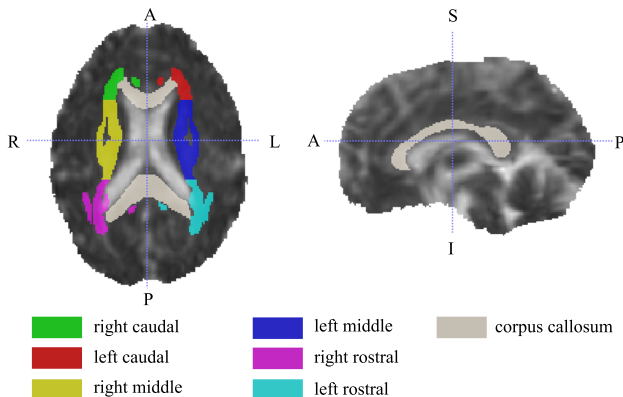 A
S
R
L
A
P
P
I
right caudal
left middle
corpus callosum
left caudal
right rostral
right middle
left rostral